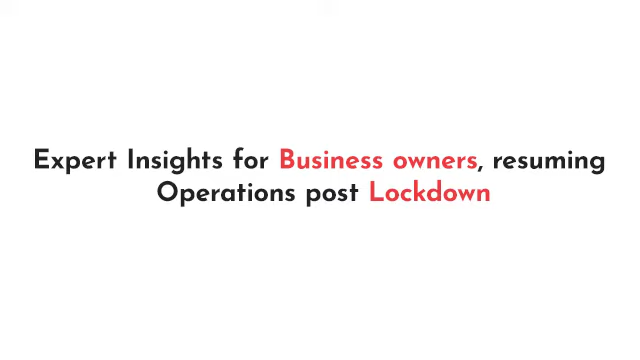 Expert Insights for Business owners, resuming
Operations post Lockdown